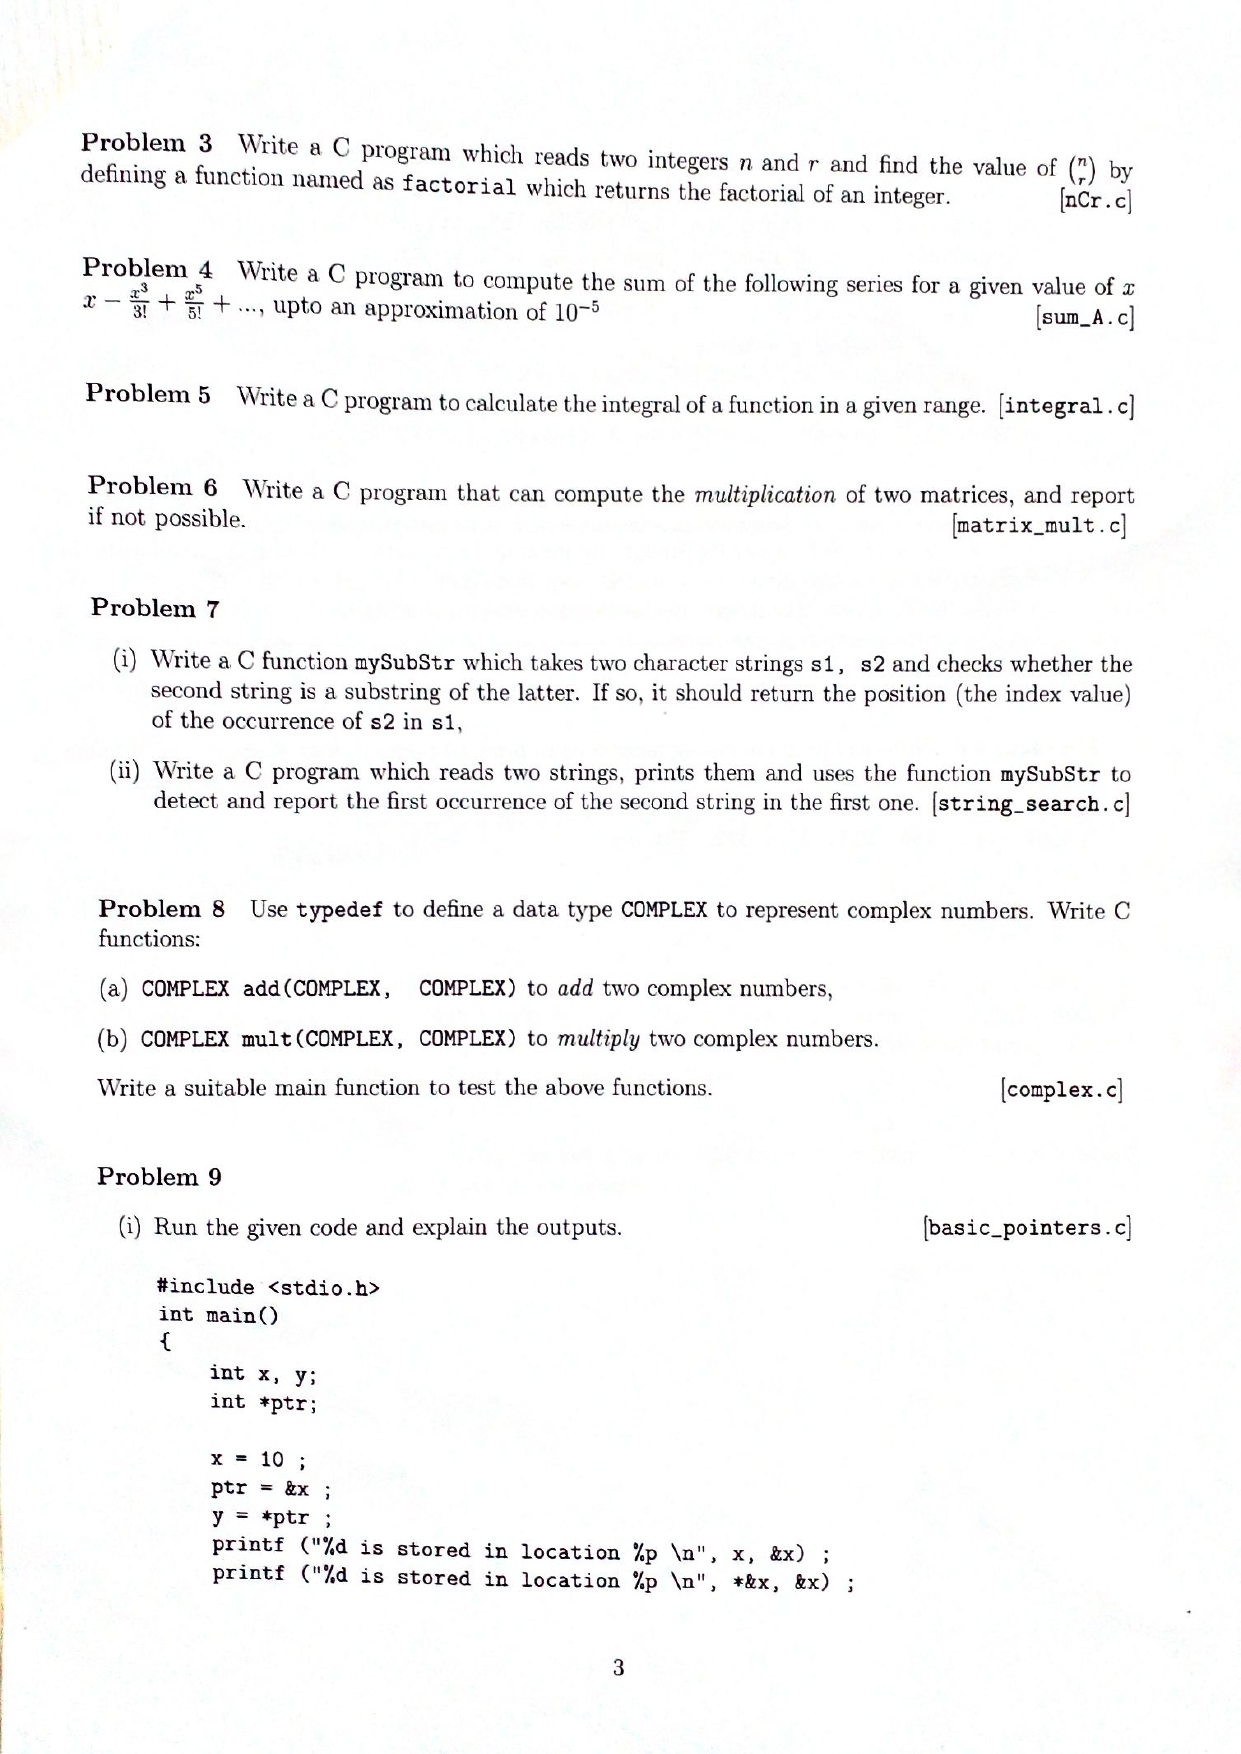 Problem 3 Write a C program which reads two integers n and r and find the value of (n r) by
defining a function named as factorial which returns the factorial of an integer. [nCr.c]
Problem 4 Write a C program to compute the sum of the following series for a given value of x
x − x³/3! + x⁵/5! + ..., upto an approximation of 10⁻⁵ [sum_A.c]
Problem 5 Write a C program to calculate the integral of a function in a given range. [integral.c]
Problem 6 Write a C program that can compute the multiplication of two matrices, and report
if not possible. [matrix_mult.c]
Problem 7
(i) Write a C function mySubStr which takes two character strings s1, s2 and checks whether the
second string is a substring of the latter. If so, it should return the position (the index value)
of the occurrence of s2 in s1,
(ii) Write a C program which reads two strings, prints them and uses the function mySubStr to
detect and report the first occurrence of the second string in the first one. [string_search.c]
Problem 8 Use typedef to define a data type COMPLEX to represent complex numbers. Write C
functions:
(a) COMPLEX add(COMPLEX, COMPLEX) to add two complex numbers,
(b) COMPLEX mult(COMPLEX, COMPLEX) to multiply two complex numbers.
Write a suitable main function to test the above functions. [complex.c]
Problem 9
(i) Run the given code and explain the outputs. [basic_pointers.c]
#include <stdio.h>
int main()
{
int x, y;
int *ptr;
x = 10 ;
ptr = &x ;
y = *ptr ;
printf ("%d is stored in location %p \n", x, &x) ;
printf ("%d is stored in location %p \n", *&x, &x) ;
3